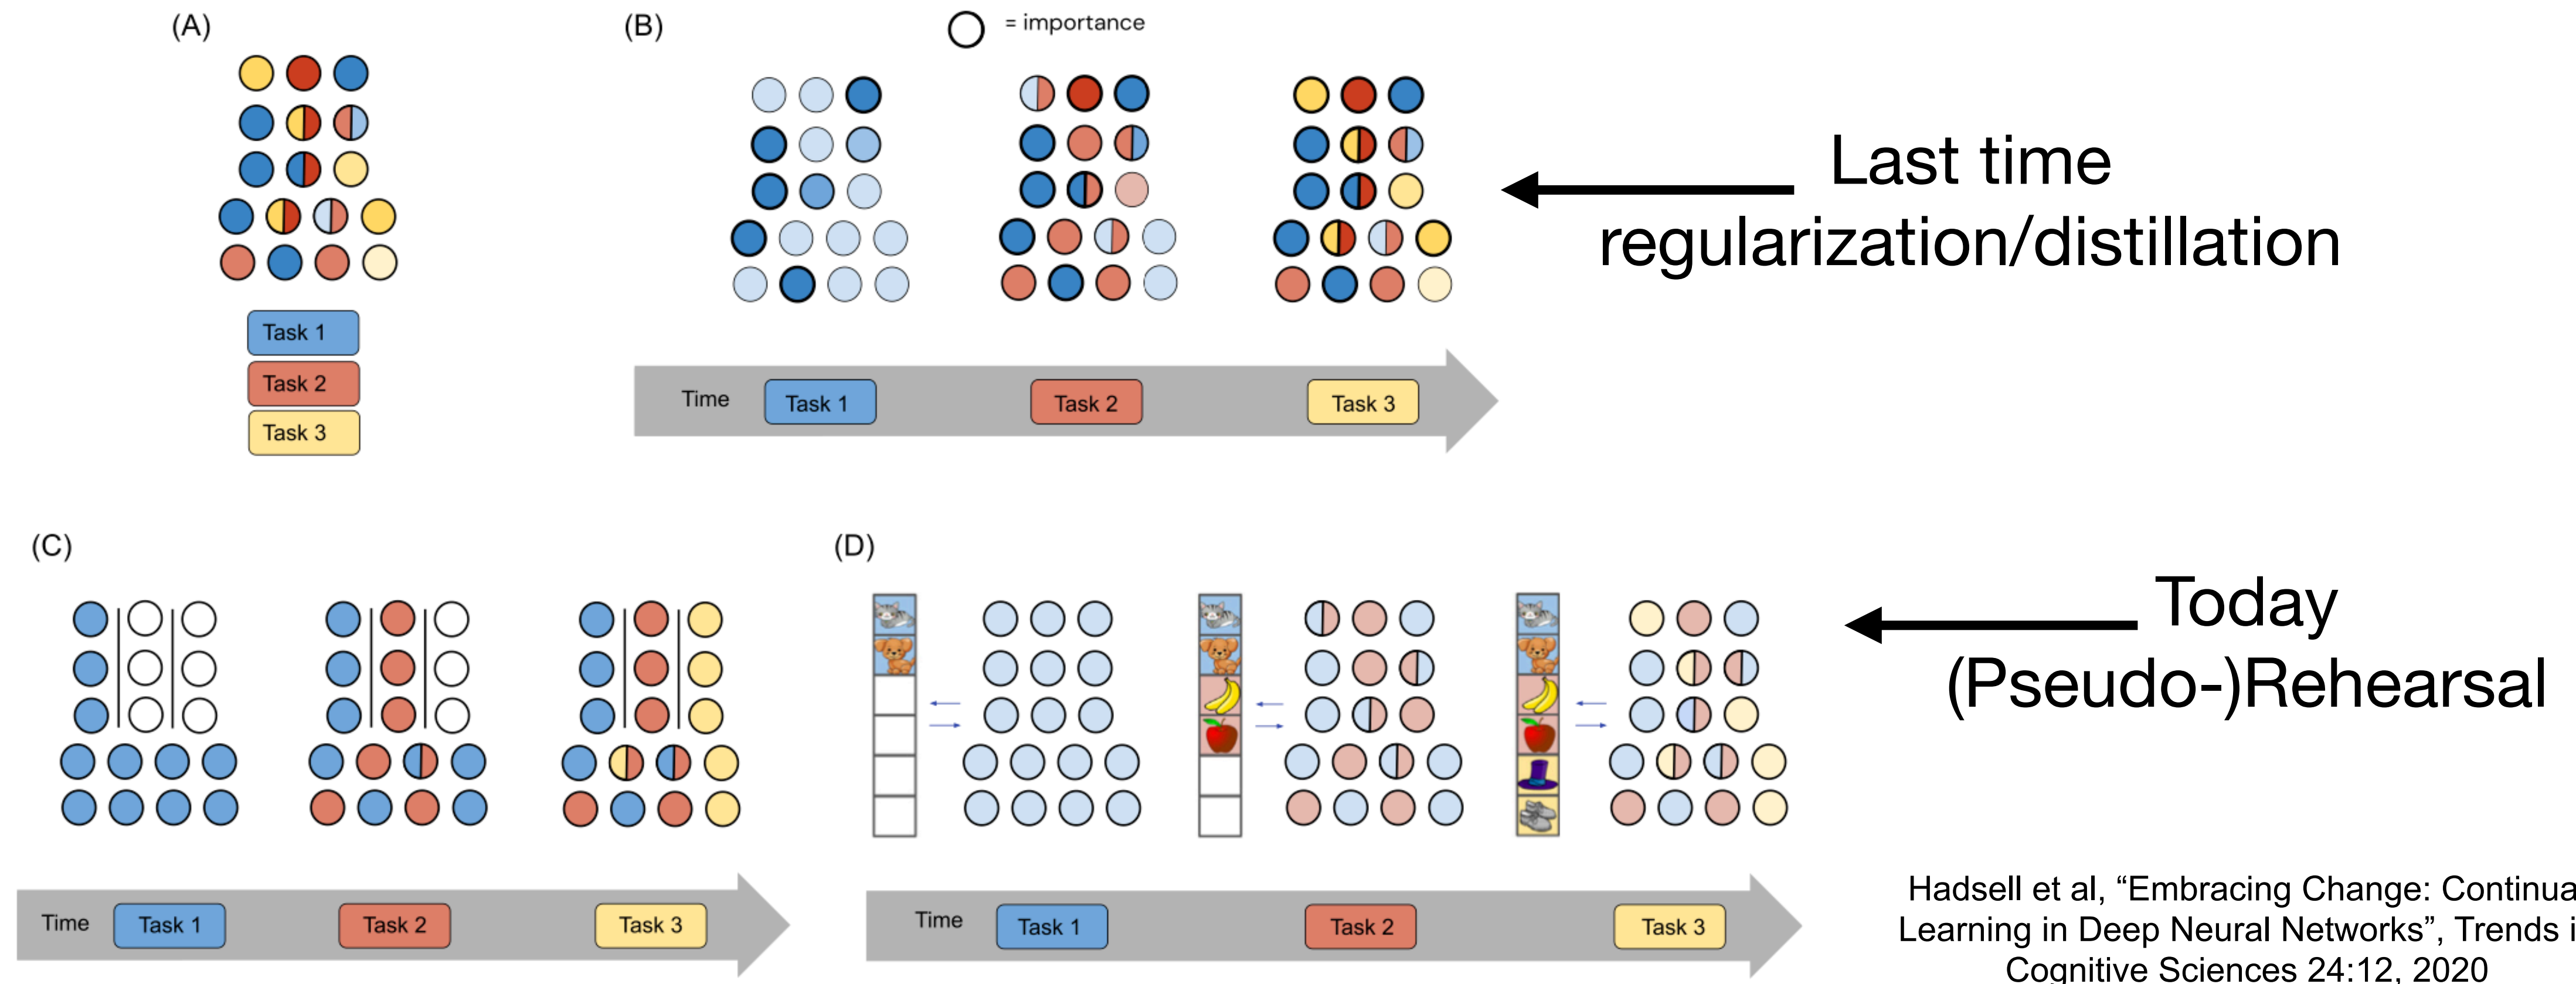 (A)
Task 1
Task 2
Task 3
(B)
= importance
Time
Task 1
Task 2
Task 3
Last time
regularization/distillation
(C)
Time
Task 1
Task 2
Task 3
(D)
Time
Task 1
Task 2
Task 3
Today
(Pseudo-)Rehearsal
Hadsell et al, “Embracing Change: Continua
Learning in Deep Neural Networks”, Trends i
Cognitive Sciences 24:12, 2020